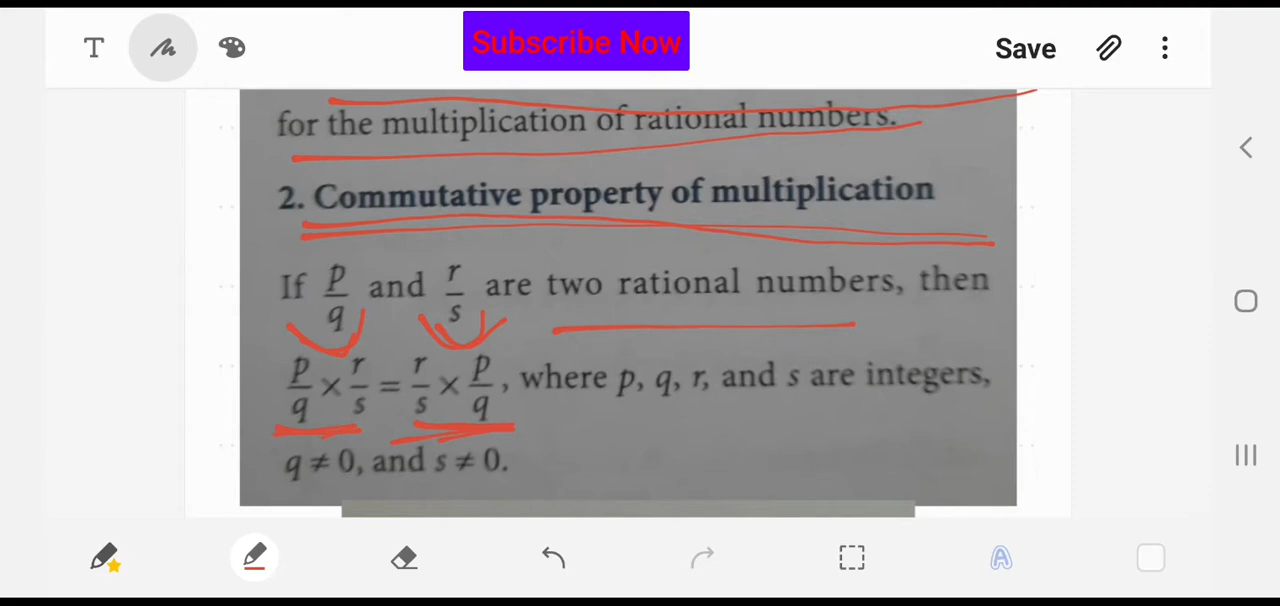 Subscribe Now
Save
for the multiplication of rational numbers.
2. Commutative property of multiplication
If p/q and r/s are two rational numbers, then
p/q × r/s = r/s × p/q, where p, q, r, and s are integers,
q ≠ 0, and s ≠ 0.